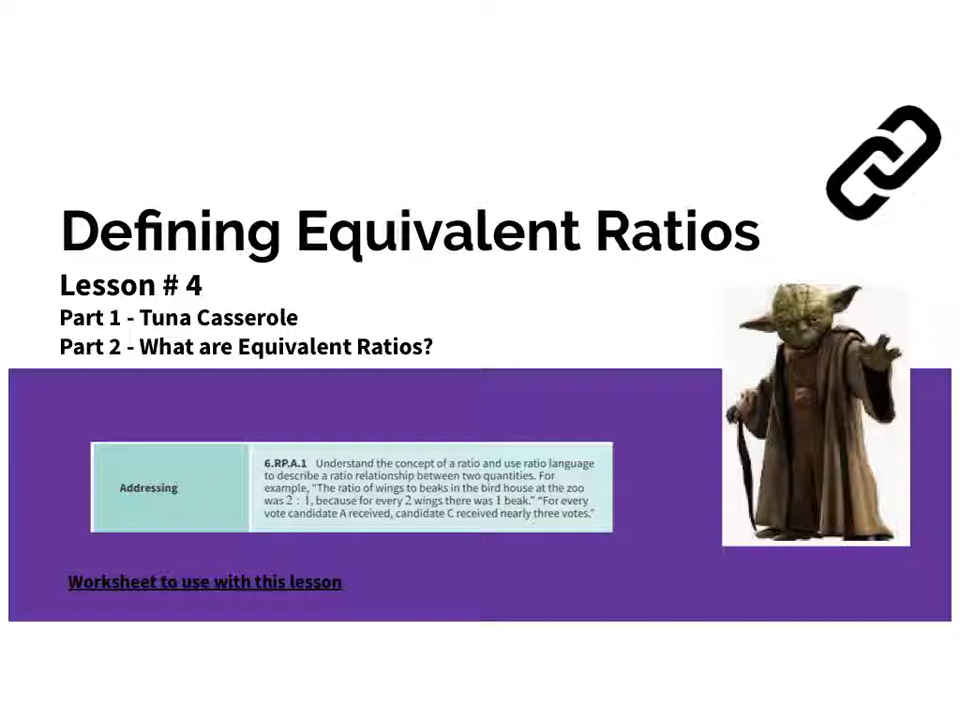 Defining Equivalent Ratios
Lesson # 4
Part 1 - Tuna Casserole
Part 2 - What are Equivalent Ratios?
Addressing
6.RP.A.1 Understand the concept of a ratio and use ratio language
to describe a ratio relationship between two quantities. For
example, "The ratio of wings to beaks in the bird house at the zoo
was 2 : 1, because for every 2 wings there was 1 beak." "For every
vote candidate A received, candidate C received nearly three votes."
Worksheet to use with this lesson